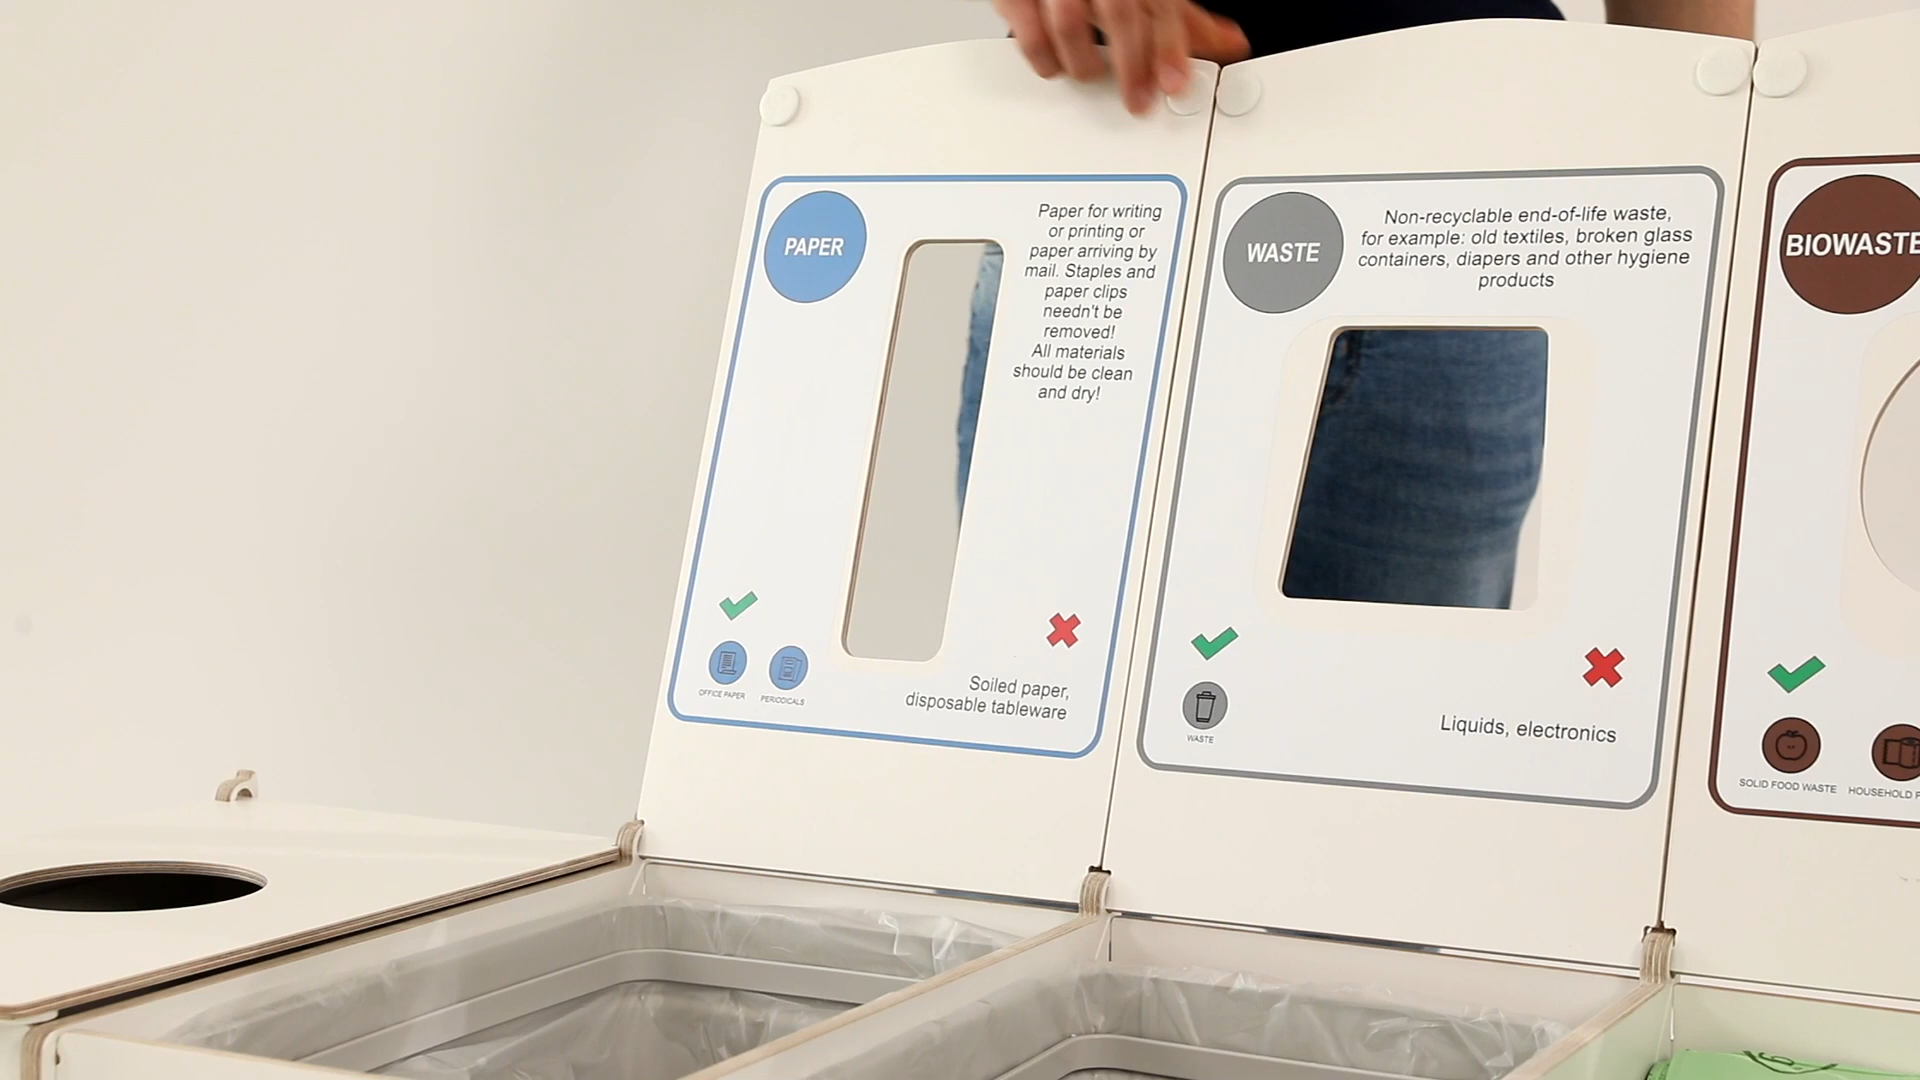 PAPER
Paper for writing
or printing or
paper arriving by
mail. Staples and
paper clips
needn't be
removed!
All materials
should be clean
and dry!
OFFICE PAPER
PERIODICALS
Soiled paper,
disposable tableware
WASTE
Non-recyclable end-of-life waste,
for example: old textiles, broken glass
containers, diapers and other hygiene
products
WASTE
Liquids, electronics
BIOWASTE
SOLID FOOD WASTE
HOUSEHOLD